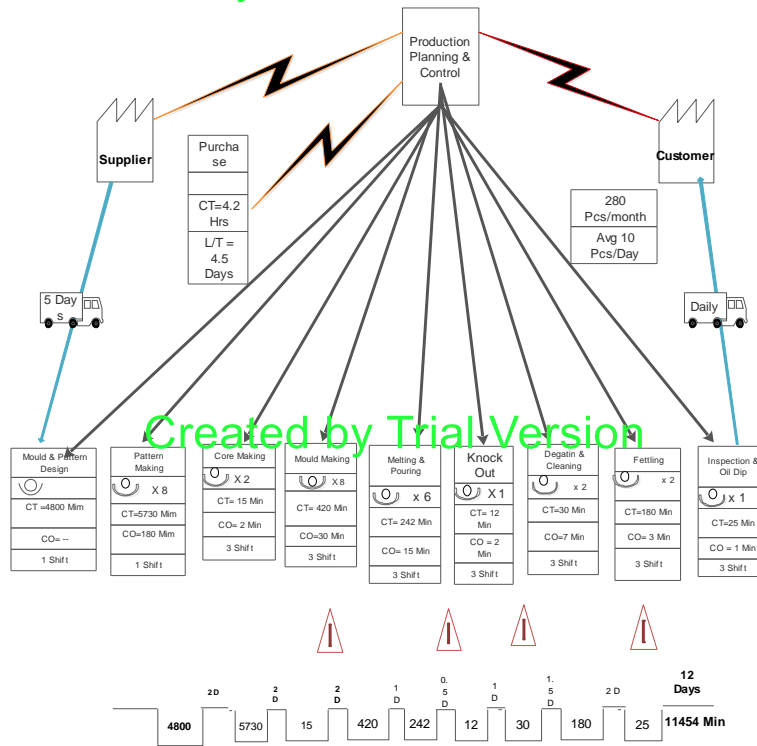 Production
Planning &
Control
Supplier
Customer
Purcha
se
CT=4.2
Hrs
L/T =
4.5
Days
280
Pcs/month
Avg 10
Pcs/Day
5 Day
s
Daily
Created by Trial Version
Mould & Pattern
Design
CT =4800 Mim
CO= --
1 Shift
Pattern
Making
X 8
CT=5730 Mim
CO=180 Mim
1 Shift
Core Making
X 2
CT= 15 Min
CO= 2 Min
3 Shift
Mould Making
X 8
CT= 420 Min
CO=30 Min
3 Shift
Melting &
Pouring
x 6
CT= 242 Min
CO= 15 Min
3 Shift
Knock
Out
X 1
CT= 12
Min
CO = 2
Min
3 Shift
Degatin &
Cleaning
x 2
CT=30 Min
CO=7 Min
3 Shift
Fettling
x 2
CT=180 Min
CO= 3 Min
3 Shift
Inspection &
Oil Dip
x 1
CT=25 Min
CO = 1 Min
3 Shift
I
I
I
I
2 D
2
D
2
D
1
D
0.
5
D
1
D
1.
5
D
2 D
12
Days
4800
5730
15
420
242
12
30
180
25
11454 Min